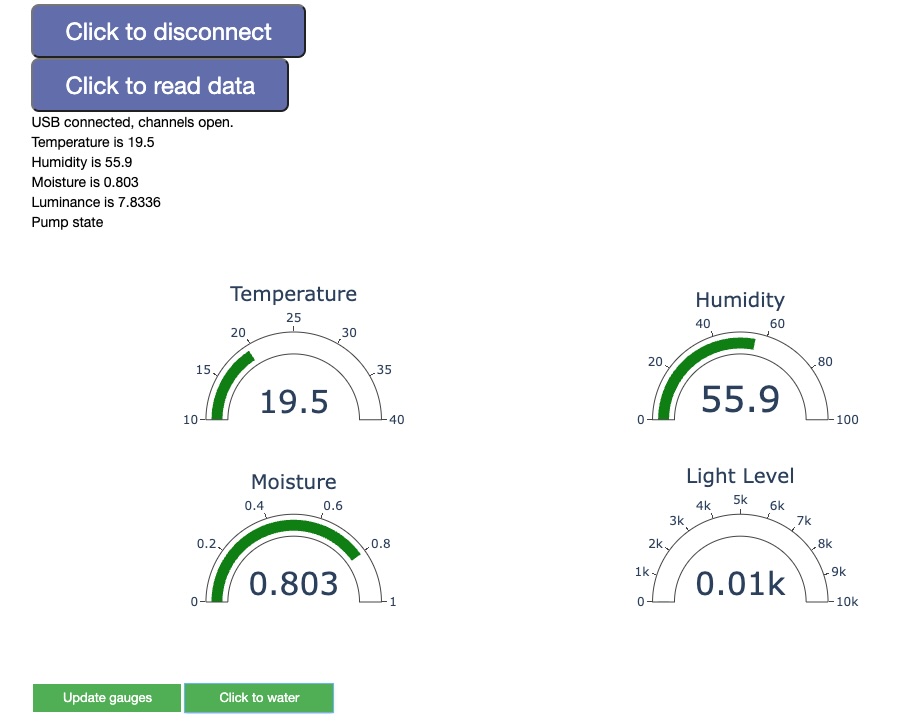 Click to disconnect
Click to read data
USB connected, channels open.
Temperature is 19.5
Humidity is 55.9
Moisture is 0.803
Luminance is 7.8336
Pump state
Temperature
10 15 20 25 30 35 40
19.5
Humidity
0 20 40 60 80 100
55.9
Moisture
0 0.2 0.4 0.6 0.8 1
0.803
Light Level
0 1k 2k 3k 4k 5k 6k 7k 8k 9k 10k
0.01k
Update gauges
Click to water